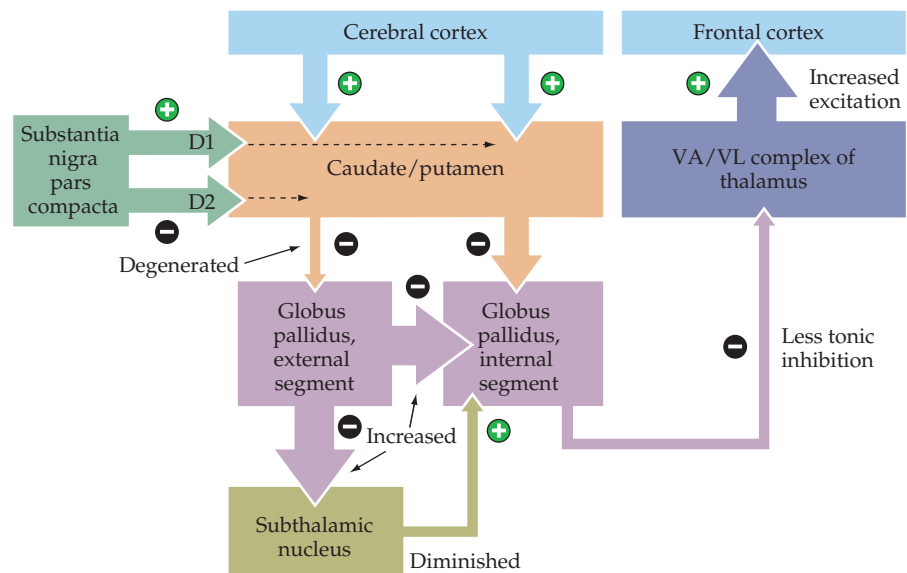 Cerebral cortex
Frontal cortex
+
+
+
Increased
excitation
+
Substantia
nigra
pars
compacta
D1
D2
−
Caudate/putamen
VA/VL complex of
thalamus
Degenerated
−
−
−
Globus
pallidus,
external
segment
Globus
pallidus,
internal
segment
−
Less tonic
inhibition
−
Increased
+
Subthalamic
nucleus
Diminished